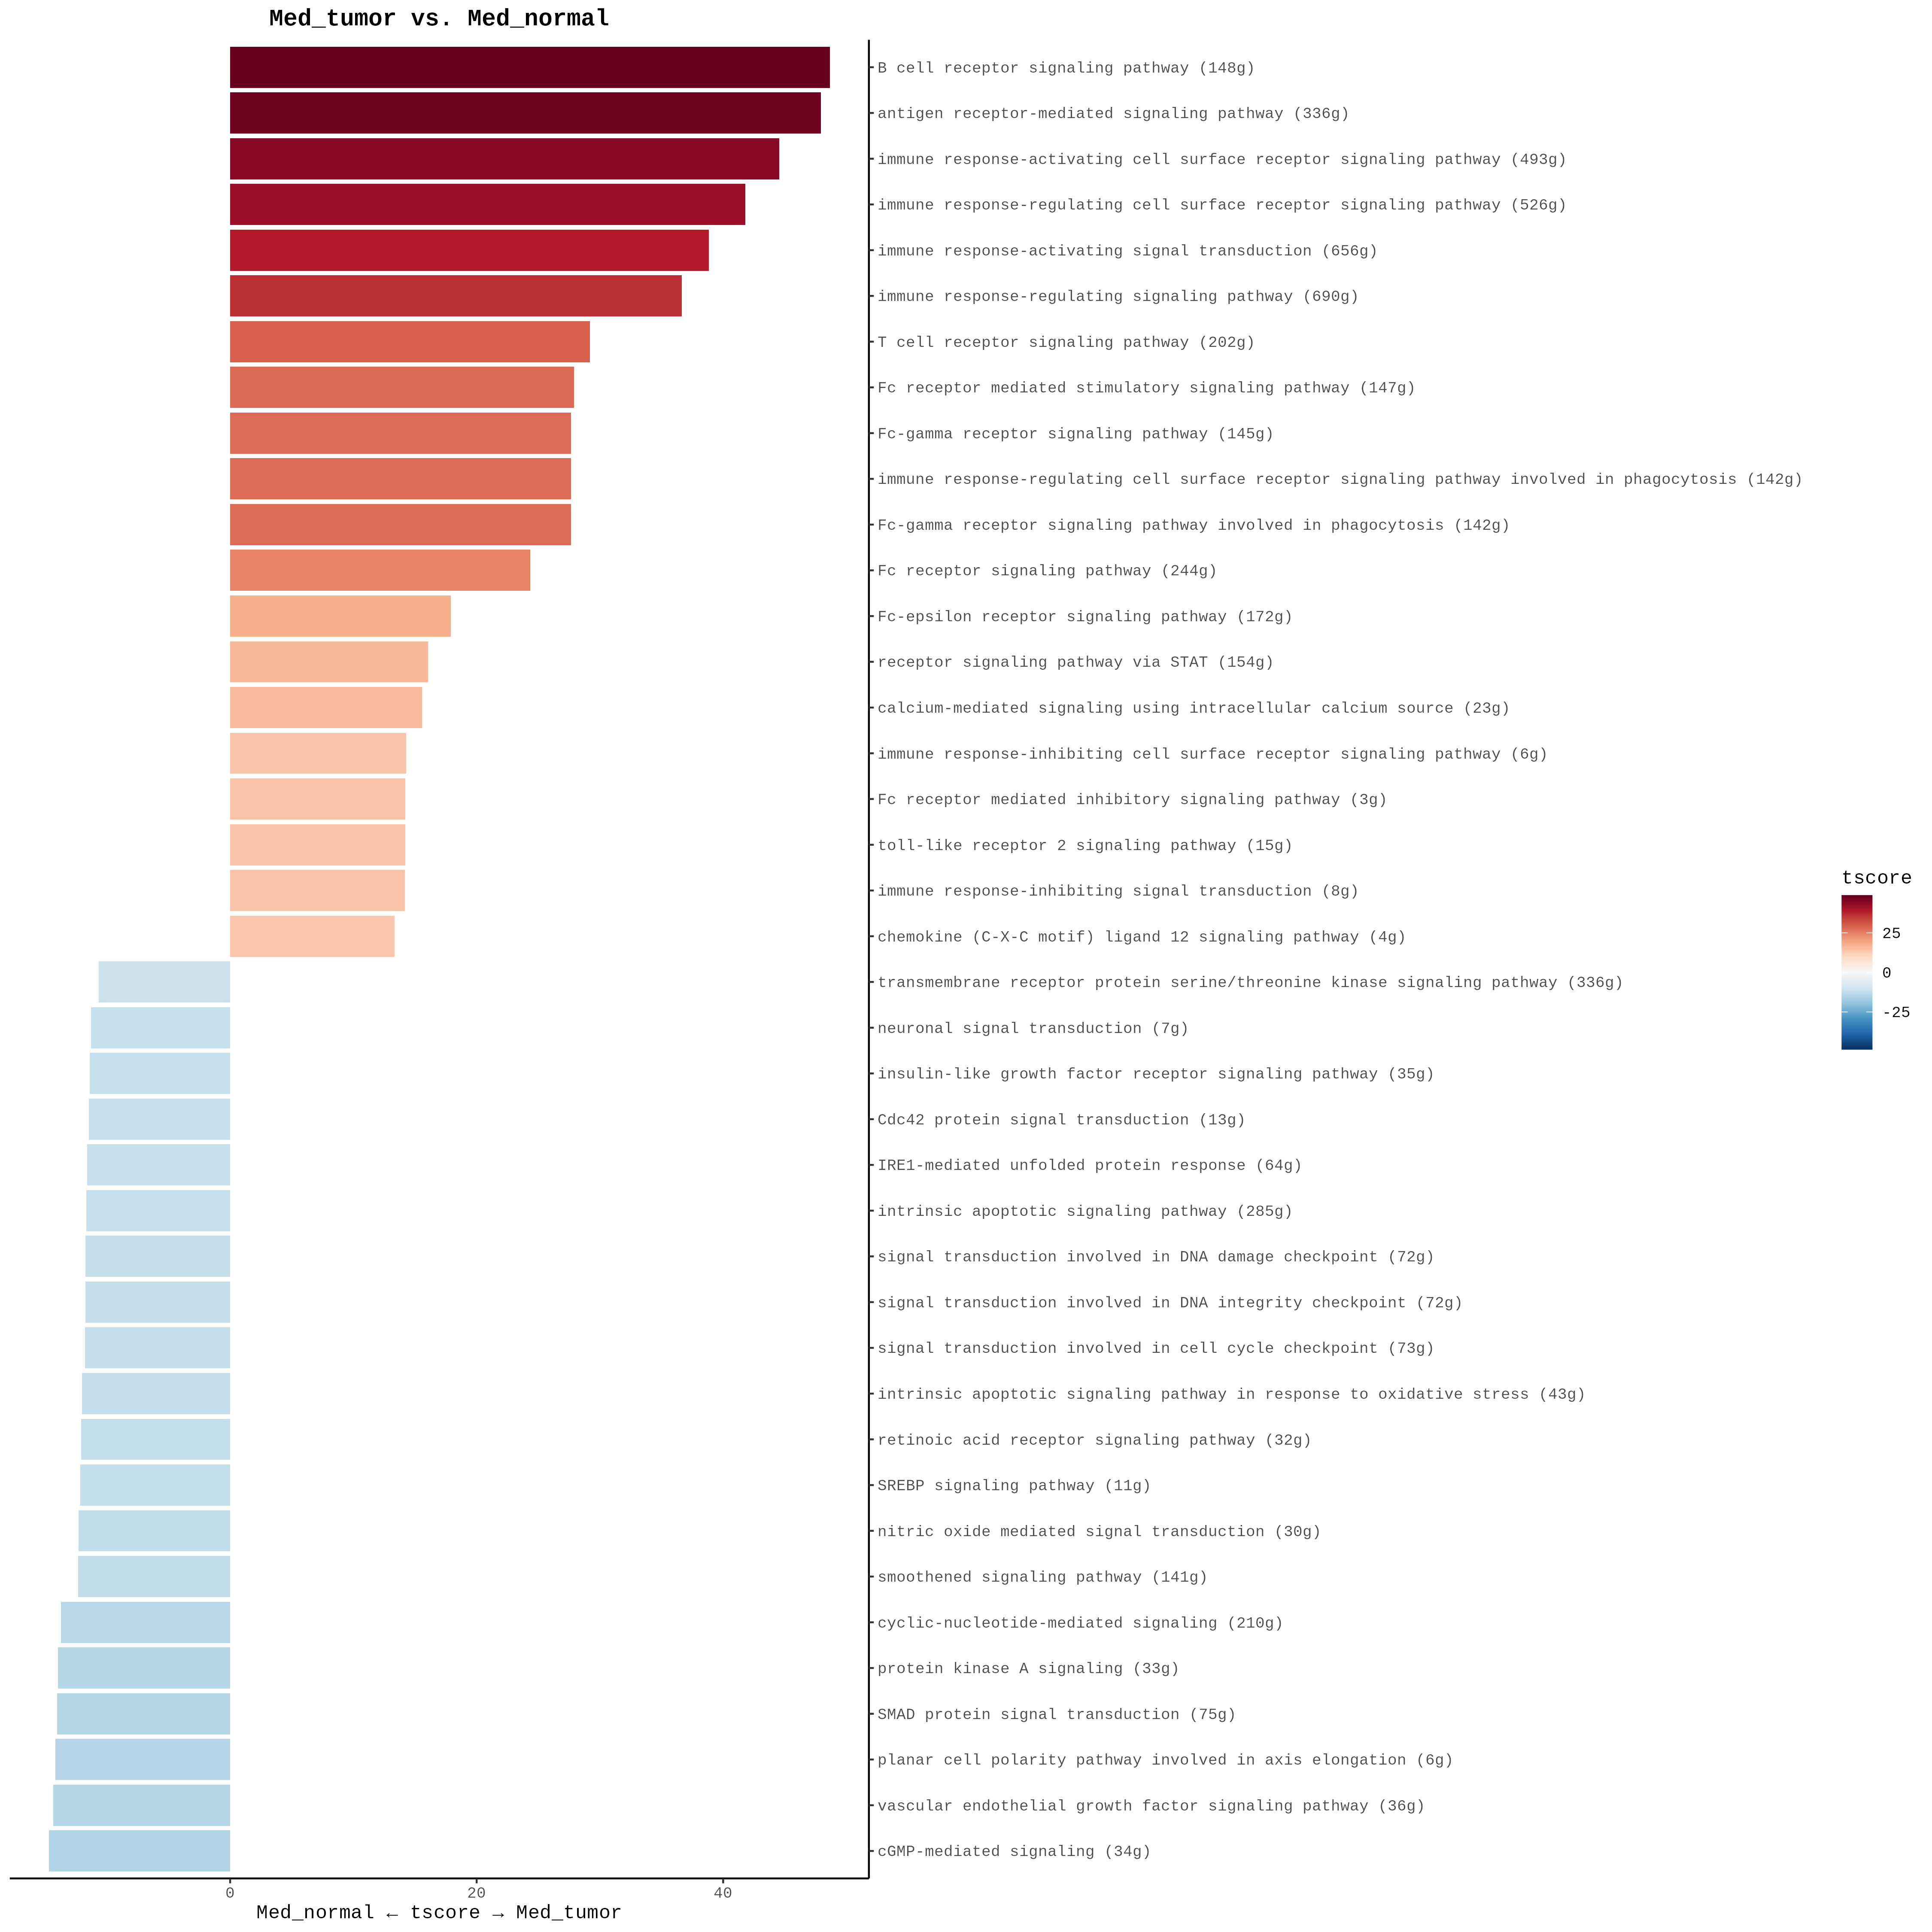 Med_tumor vs. Med_normal
B cell receptor signaling pathway (148g)
antigen receptor-mediated signaling pathway (336g)
immune response-activating cell surface receptor signaling pathway (493g)
immune response-regulating cell surface receptor signaling pathway (526g)
immune response-activating signal transduction (656g)
immune response-regulating signaling pathway (690g)
T cell receptor signaling pathway (202g)
Fc receptor mediated stimulatory signaling pathway (147g)
Fc-gamma receptor signaling pathway (145g)
immune response-regulating cell surface receptor signaling pathway involved in phagocytosis (142g)
Fc-gamma receptor signaling pathway involved in phagocytosis (142g)
Fc receptor signaling pathway (244g)
Fc-epsilon receptor signaling pathway (172g)
receptor signaling pathway via STAT (154g)
calcium-mediated signaling using intracellular calcium source (23g)
immune response-inhibiting cell surface receptor signaling pathway (6g)
Fc receptor mediated inhibitory signaling pathway (3g)
toll-like receptor 2 signaling pathway (15g)
immune response-inhibiting signal transduction (8g)
chemokine (C-X-C motif) ligand 12 signaling pathway (4g)
transmembrane receptor protein serine/threonine kinase signaling pathway (336g)
neuronal signal transduction (7g)
insulin-like growth factor receptor signaling pathway (35g)
Cdc42 protein signal transduction (13g)
IRE1-mediated unfolded protein response (64g)
intrinsic apoptotic signaling pathway (285g)
signal transduction involved in DNA damage checkpoint (72g)
signal transduction involved in DNA integrity checkpoint (72g)
signal transduction involved in cell cycle checkpoint (73g)
intrinsic apoptotic signaling pathway in response to oxidative stress (43g)
retinoic acid receptor signaling pathway (32g)
SREBP signaling pathway (11g)
nitric oxide mediated signal transduction (30g)
smoothened signaling pathway (141g)
cyclic-nucleotide-mediated signaling (210g)
protein kinase A signaling (33g)
SMAD protein signal transduction (75g)
planar cell polarity pathway involved in axis elongation (6g)
vascular endothelial growth factor signaling pathway (36g)
cGMP-mediated signaling (34g)
0 20 40
Med_normal ← tscore → Med_tumor
tscore
25
0
-25